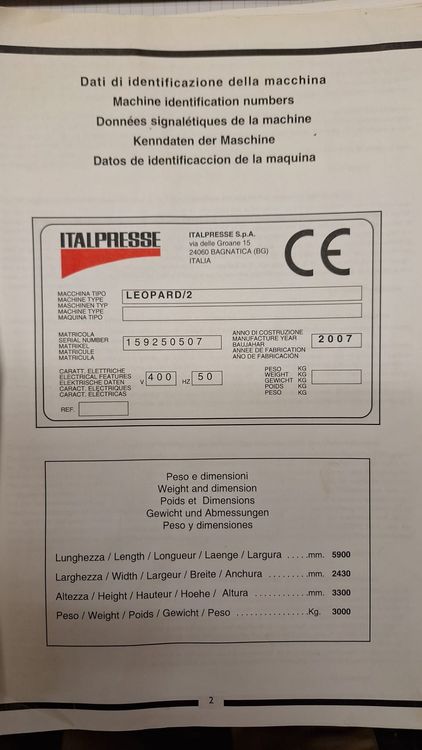 Dati di identificazione della macchina
Machine identification numbers
Données signalétiques de la machine
Kenndaten der Maschine
Datos de identificaccion de la maquina
ITALPRESSE
ITALPRESSE S.p.A.
via delle Groane 15
24060 BAGNATICA (BG)
ITALIA
CE
MACCHINA TIPO
MACHINE TYPE
MASCHINEN TYP
MACHINE TYPE
MAQUINA TIPO
LEOPARD/2
MATRICOLA
SERIAL NUMBER
MATRIKEL
MATRICULE
MATRICULA
159250507
ANNO DI COSTRUZIONE
MANUFACTURE YEAR
BAUJAHAR
ANNEE DE FABRICATION
AÑO DE FABRICACIÓN
2007
CARATT. ELETTRICHE
ELECTRICAL FEATURES
ELEKTRISCHE DATEN
CARACT. ELECTRIQUES
CARACT. ELÉCTRICAS
V 400 HZ 50
PESO KG
WEIGHT KG
GEWICHT KG
POIDS KG
PESO KG
REF.
Peso e dimensioni
Weight and dimension
Poids et Dimensions
Gewicht und Abmessungen
Peso y dimensiones
Lunghezza / Length / Longueur / Laenge / Largura .....mm. 5900
Larghezza / Width / Largeur / Breite / Anchura .........mm. 2430
Altezza / Height / Hauteur / Hoehe / Altura ............mm. 3300
Peso / Weight / Poids / Gewicht / Peso ................Kg. 3000
2